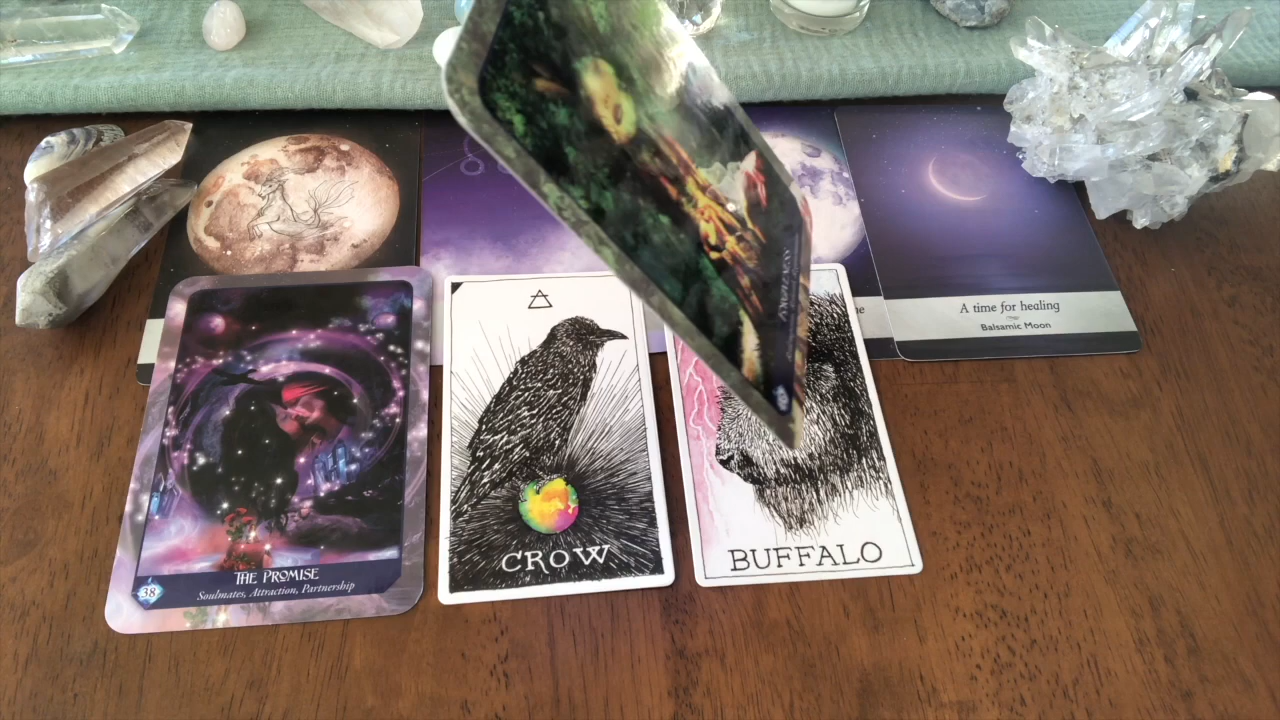 A time for healing
Balsamic Moon
THE PROMISE
Soulmates, Attraction, Partnership
38
CROW
BUFFALO